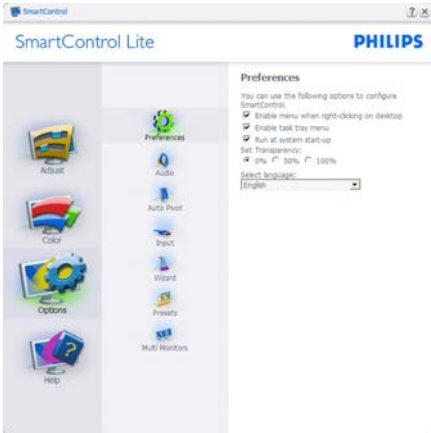 SmartControl
SmartControl Lite
PHILIPS
Adjust
Color
Options
Help
Preferences
Audio
Auto Pivot
Input
Wizard
Presets
Multi Monitors
Preferences
You can use the following options to configure
SmartControl.
Enable menu when right-clicking on desktop
Enable task tray menu
Run at system start-up
Set Transparency:
0% 50% 100%
Select language:
English